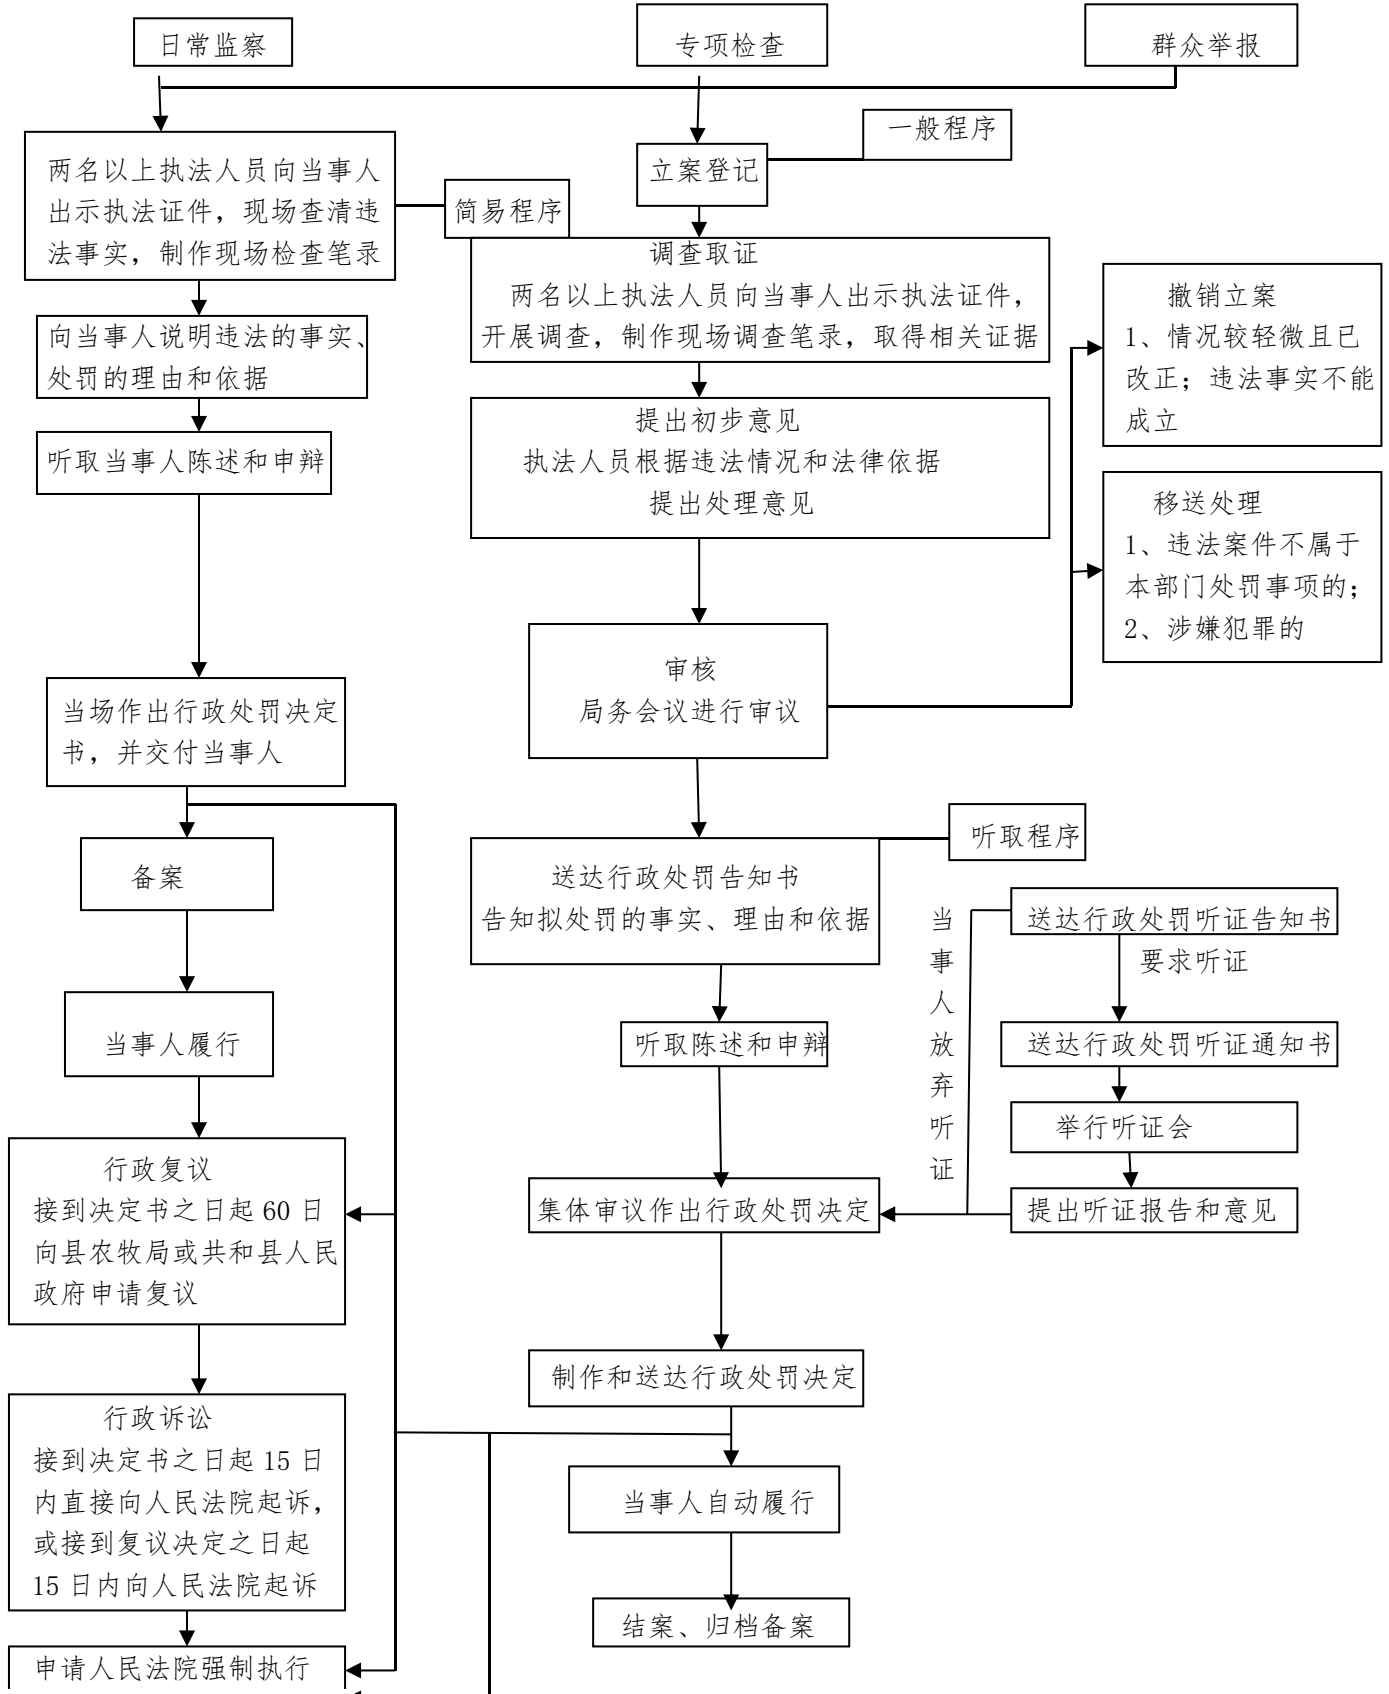 日常监察
专项检查
群众举报
一般程序
两名以上执法人员向当事人
出示执法证件，现场查清违
法事实，制作现场检查笔录
立案登记
简易程序
调查取证
两名以上执法人员向当事人出示执法证件，
开展调查，制作现场调查笔录，取得相关证据
撤销立案
1、情况较轻微且已
改正；违法事实不能
成立
向当事人说明违法的事实、
处罚的理由和依据
提出初步意见
执法人员根据违法情况和法律依据
提出处理意见
听取当事人陈述和申辩
移送处理
1、违法案件不属于
本部门处罚事项的；
2、涉嫌犯罪的
审核
局务会议进行审议
当场作出行政处罚决定
书，并交付当事人
听取程序
备案
送达行政处罚告知书
告知拟处罚的事实、理由和依据
当
事
人
放
弃
听
证
送达行政处罚听证告知书
要求听证
当事人履行
听取陈述和申辩
送达行政处罚听证通知书
举行听证会
行政复议
接到决定书之日起 60 日
向县农牧局或共和县人民
政府申请复议
集体审议作出行政处罚决定
提出听证报告和意见
制作和送达行政处罚决定
行政诉讼
接到决定书之日起 15 日
内直接向人民法院起诉，
或接到复议决定之日起
15 日内向人民法院起诉
当事人自动履行
结案、归档备案
申请人民法院强制执行